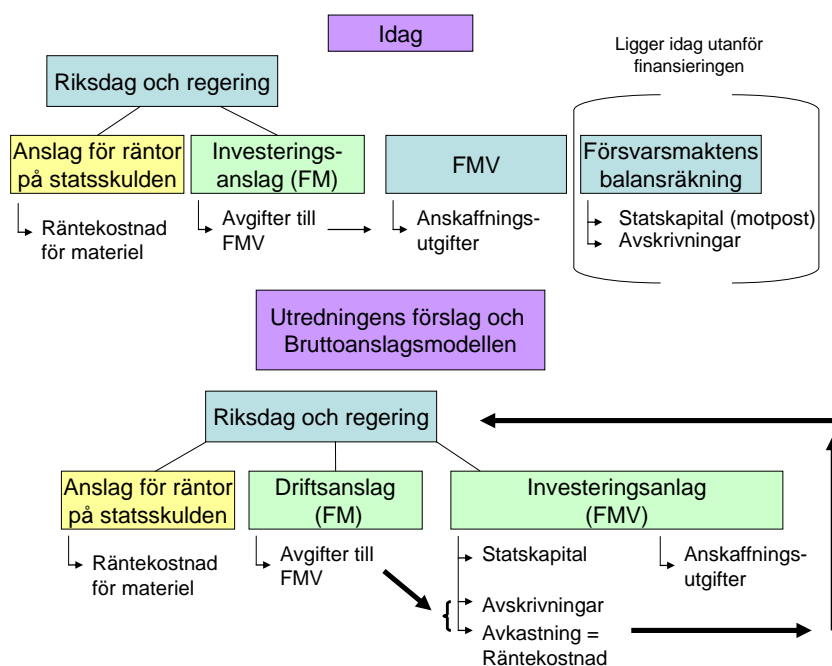 Idag
Ligger idag utanför
finansieringen
Riksdag och regering
Anslag för räntor
på statsskulden
Investerings-
anslag (FM)
FMV
Försvarsmaktens
balansräkning
Räntekostnad
för materiel
Avgifter till
FMV
Anskaffnings-
utgifter
Statskapital (motpost)
Avskrivningar
Utredningens förslag och
Bruttoanslagsmodellen
Riksdag och regering
Anslag för räntor
på statsskulden
Driftsanslag
(FM)
Investeringsanlag
(FMV)
Räntekostnad
för materiel
Avgifter till
FMV
Statskapital
Anskaffnings-
utgifter
Avskrivningar
Avkastning =
Räntekostnad